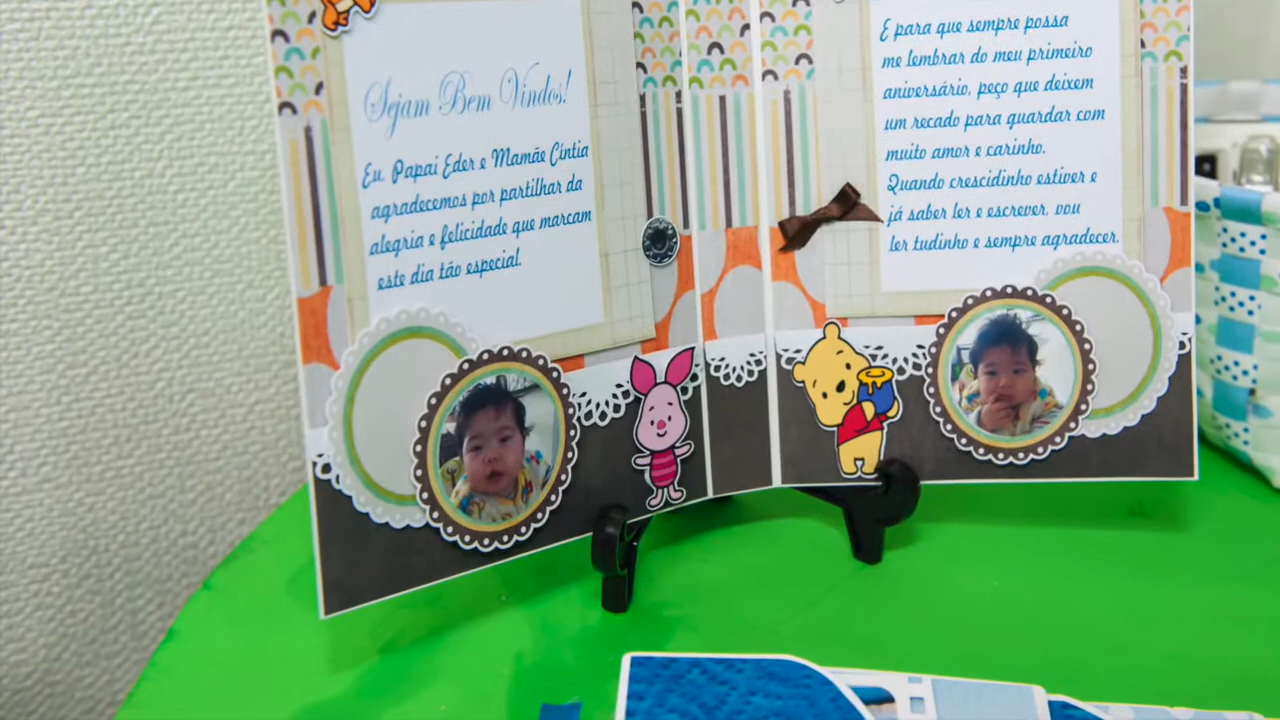 Sejam Bem Vindos!
Eu, Papai Eder e Mamãe Cíntia
agradecemos por partilhar da
alegria e felicidade que marcam
este dia tão especial.
E para que sempre possa
me lembrar do meu primeiro
aniversário, peço que deixem
um recado para guardar com
muito amor e carinho.
Quando crescidinho estiver e
já saber ler e escrever, vou
ler tudinho e sempre agradecer.